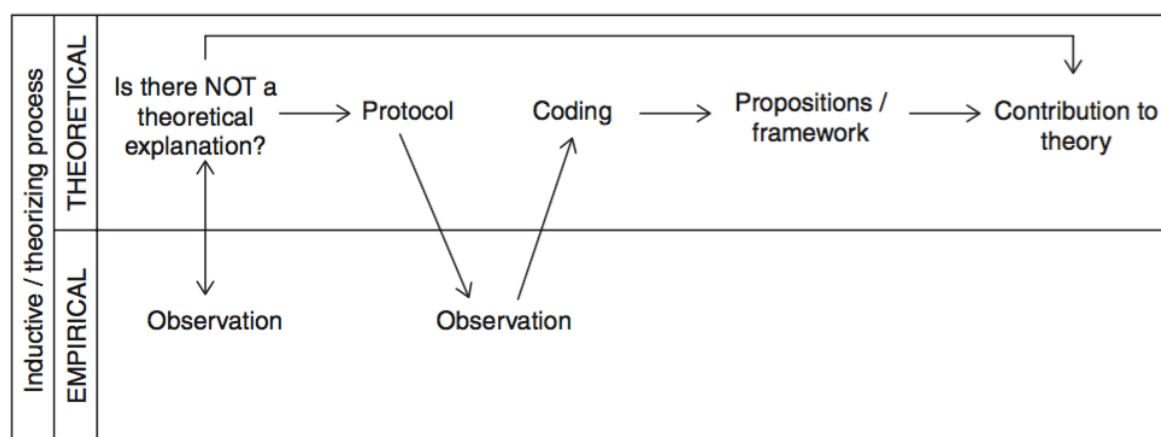 Inductive / theorizing process
THEORETICAL
Is there NOT a
theoretical
explanation?
Protocol
Coding
Propositions /
framework
Contribution to
theory
EMPIRICAL
Observation
Observation